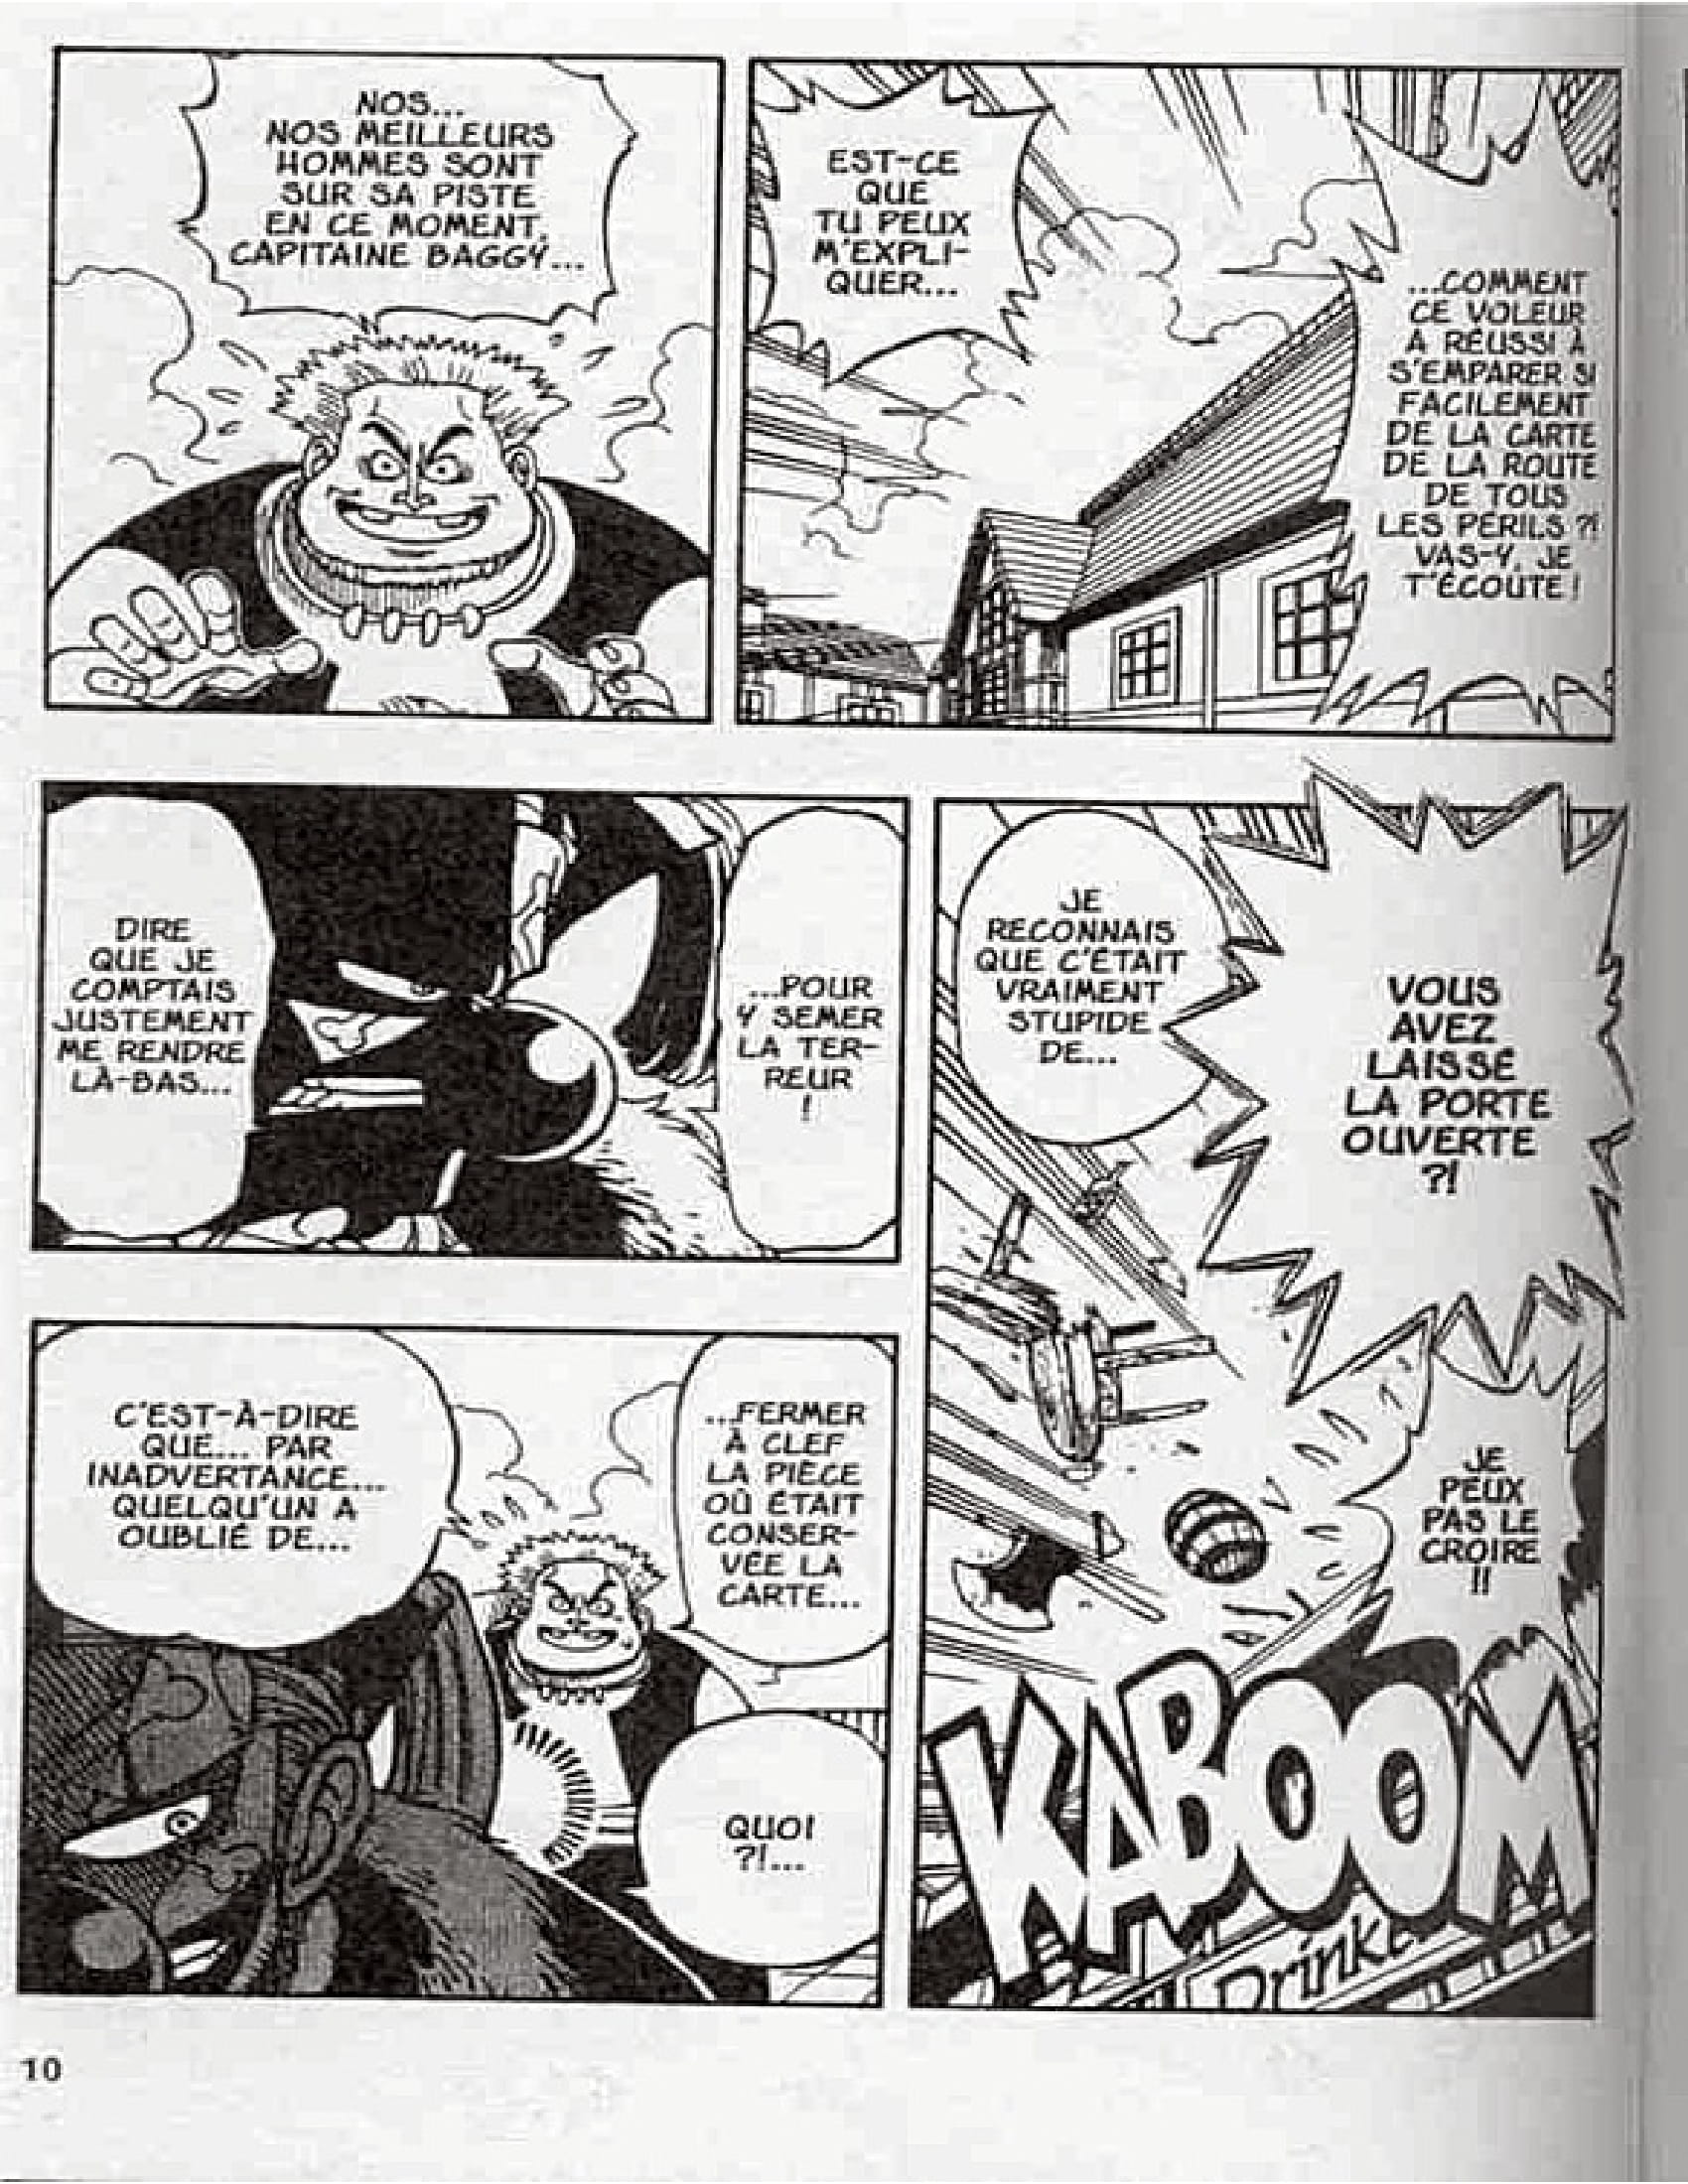 NOS...
NOS MEILLEURS
HOMMES SONT
SUR SA PISTE
EN CE MOMENT,
CAPITAINE BAGGY...
EST-CE
QUE
TU PEUX
M'EXPLI-
QUER...
...COMMENT
CE VOLEUR
A RÉUSSI À
S'EMPARER SI
FACILEMENT
DE LA CARTE
DE LA ROUTE
DE TOUS
LES PÉRILS ?!
VAS-Y, JE
T'ÉCOUTE !
DIRE
QUE JE
COMPTAIS
JUSTEMENT
ME RENDRE
LÀ-BAS...
...POUR
Y SEMER
LA TER-
REUR
!
C'EST-À-DIRE
QUE... PAR
INADVERTANCE...
QUELQU'UN A
OUBLIÉ DE...
...FERMER
À CLEF
LA PIÈCE
OÙ ÉTAIT
CONSER-
VÉE LA
CARTE...
QUOI
?!...
JE
RECONNAIS
QUE C'ÉTAIT
VRAIMENT
STUPIDE
DE...
VOUS
AVEZ
LAISSÉ
LA PORTE
OUVERTE
?!
JE
PEUX
PAS LE
CROIRE
!!
KABOOM
Drink
10